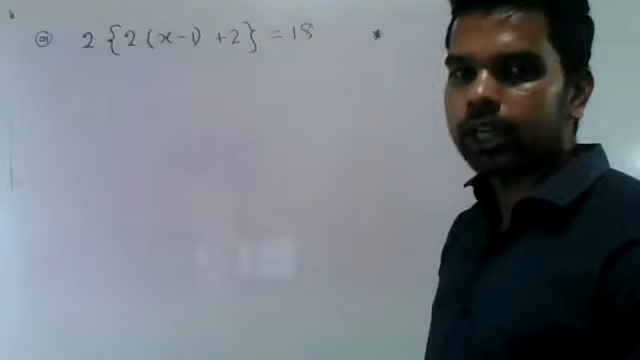 a 2 { 2 (x-1) +2 } = 18 *